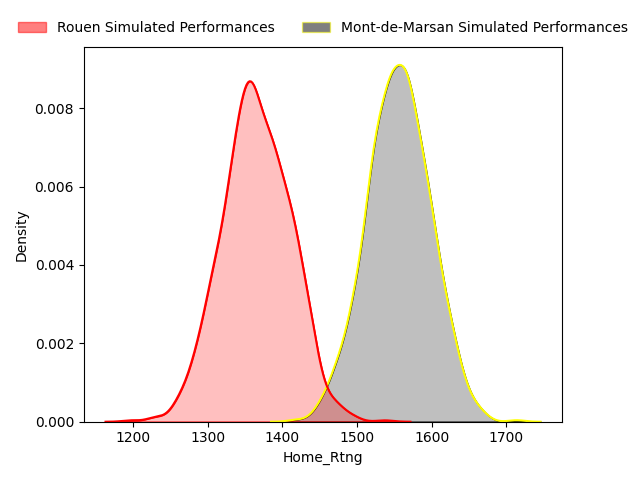 Rouen Simulated Performances
Mont-de-Marsan Simulated Performances
Density
0.008
0.006
0.004
0.002
0.000
1200 1300 1400 1500 1600 1700
Home_Rtng